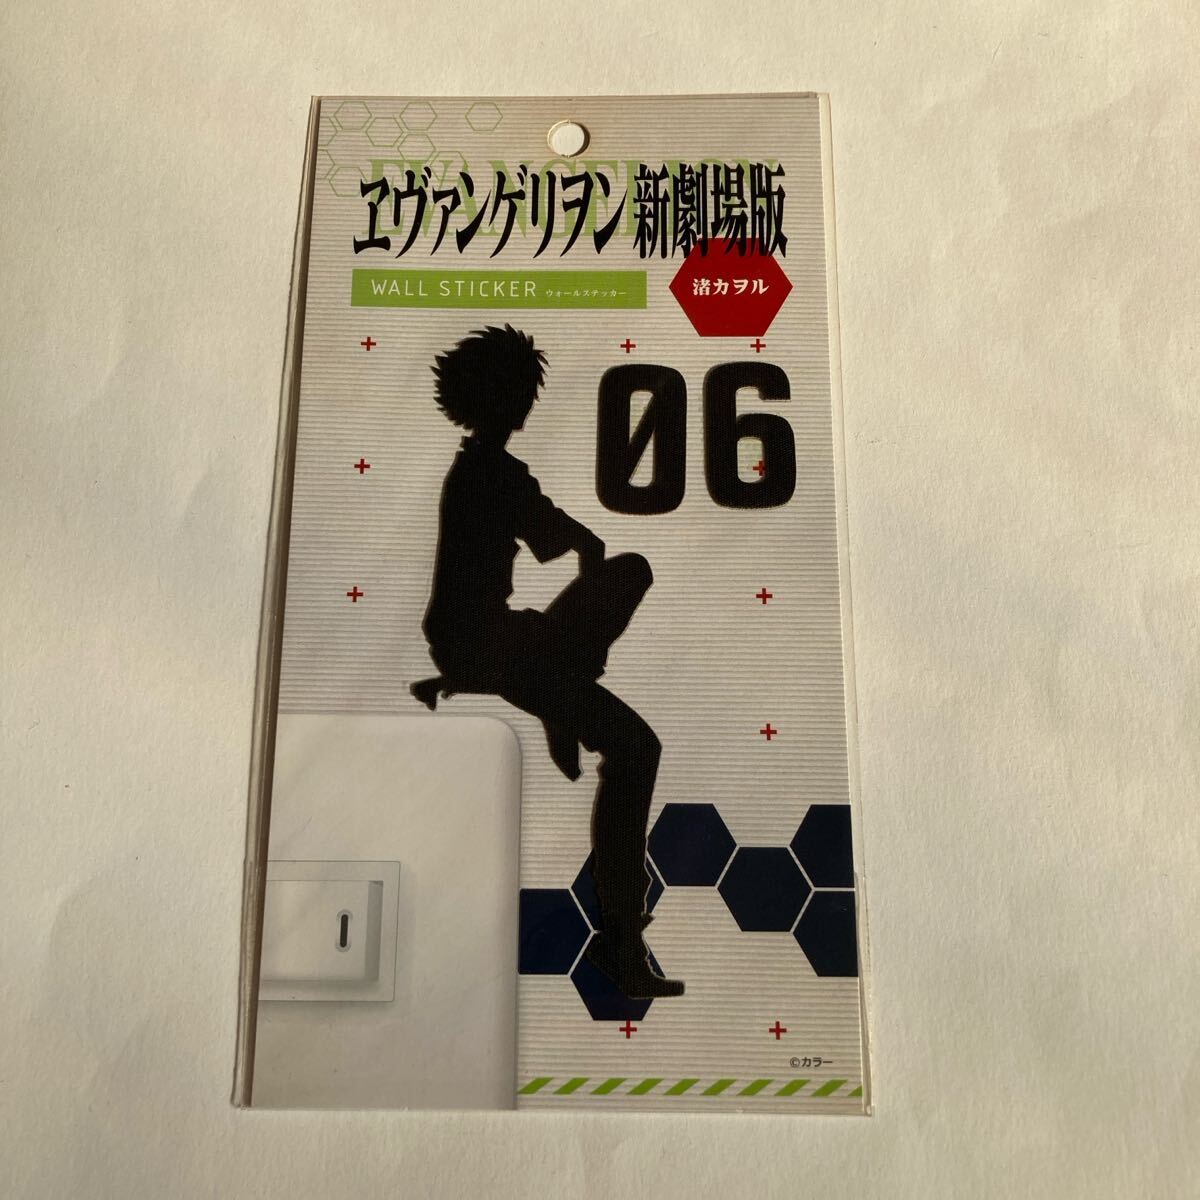 EVANGELION
ヱヴァンゲリヲン新劇場版
WALL STICKER ウォールステッカー
渚カヲル
06
©カラー